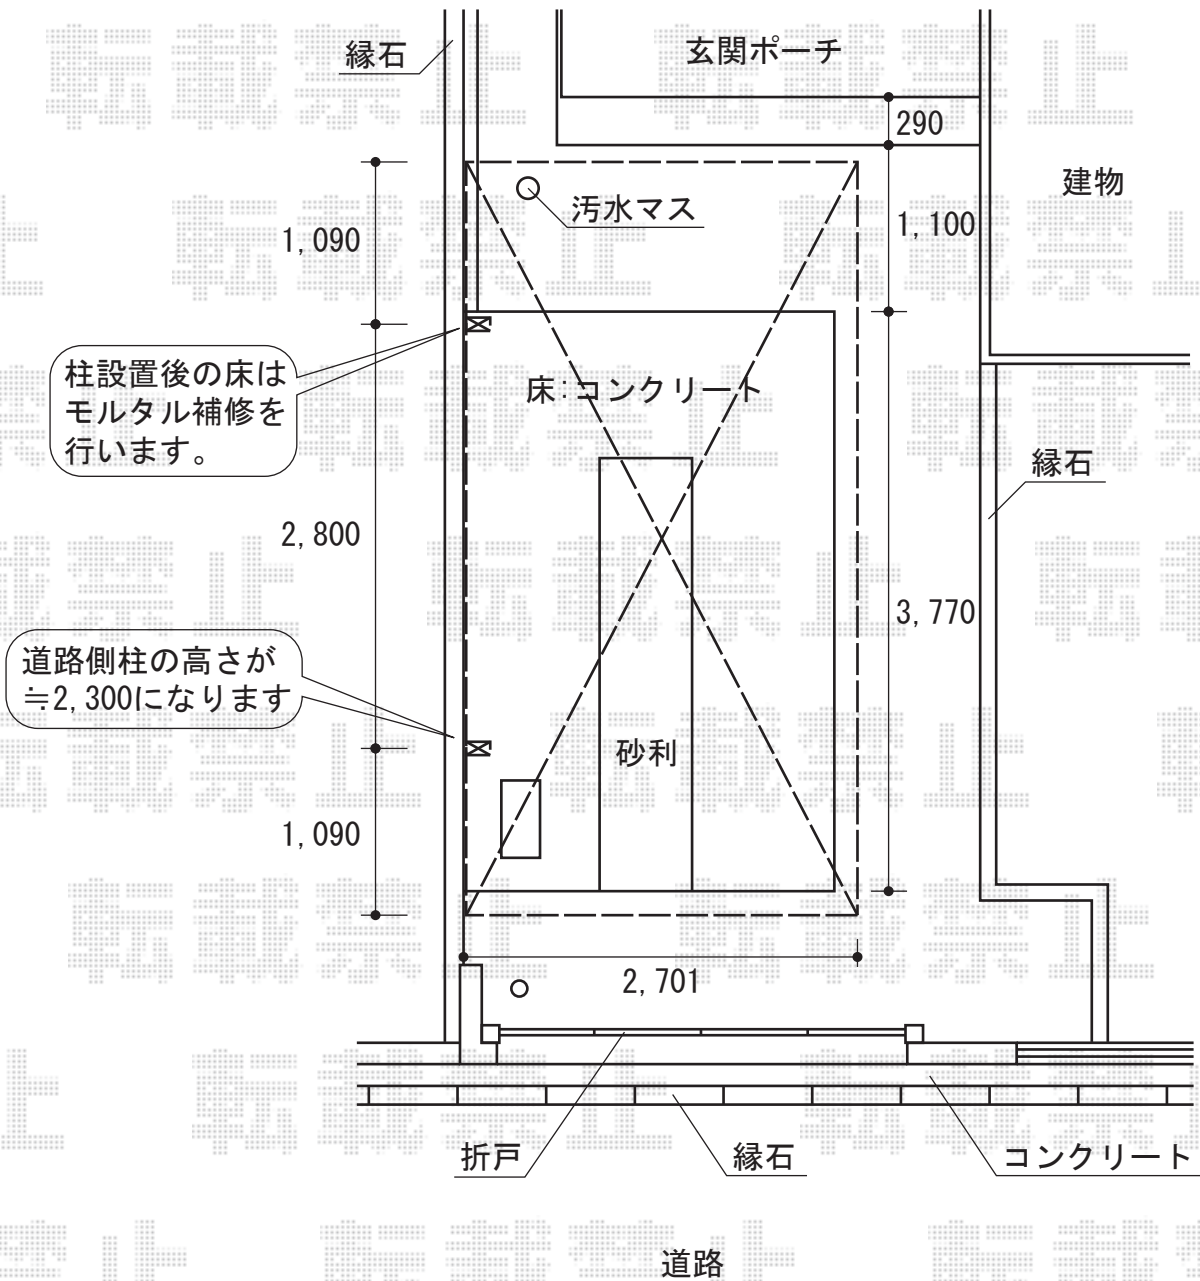 縁石
玄関ポーチ
290
建物
汚水マス
1,090
1,100
柱設置後の床は
モルタル補修を
行います。
床:コンクリート
縁石
2,800
3,770
道路側柱の高さが
≒2,300になります
砂利
1,090
2,701
折戸
縁石
コンクリート
道路
転載禁止